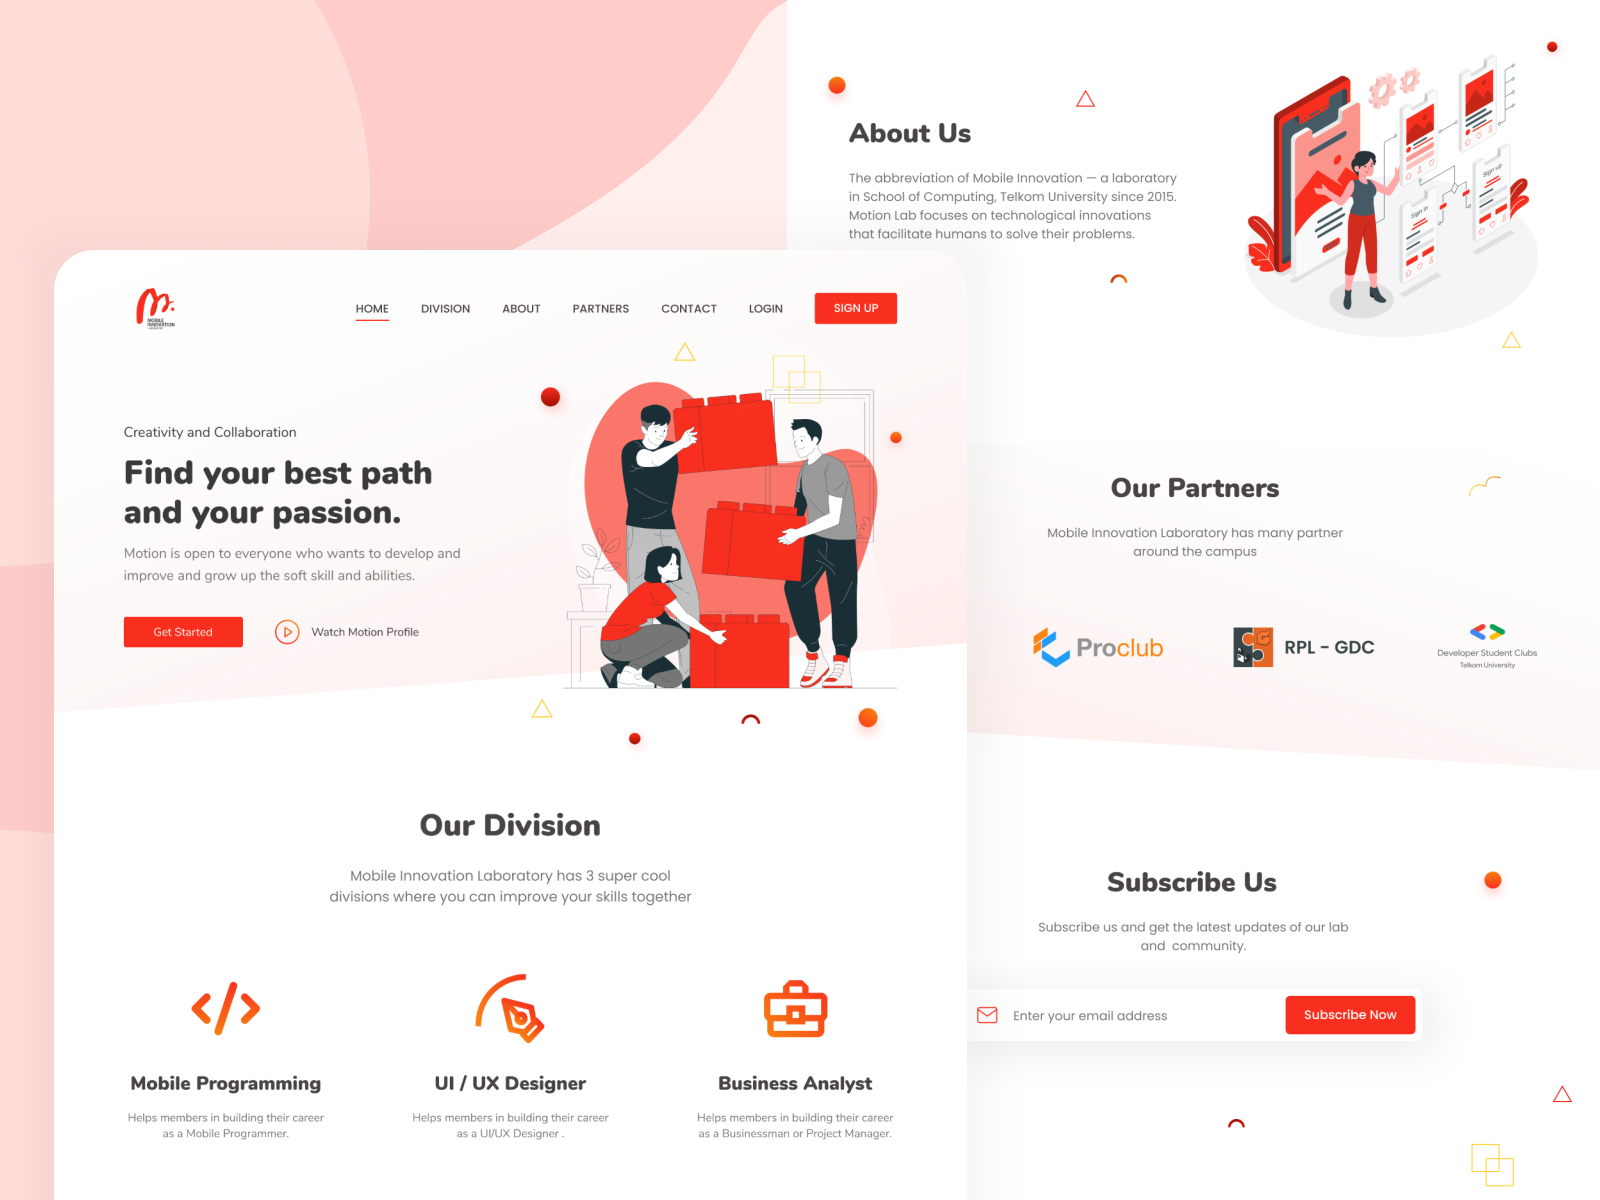 MOBILE
INNOVATION
LABORATORY
HOME
DIVISION
ABOUT
PARTNERS
CONTACT
LOGIN
SIGN UP
Creativity and Collaboration
Find your best path
and your passion.
Motion is open to everyone who wants to develop and
improve and grow up the soft skill and abilities.
Get Started
Watch Motion Profile
Our Division
Mobile Innovation Laboratory has 3 super cool
divisions where you can improve your skills together
Mobile Programming
Helps members in building their career
as a Mobile Programmer.
UI / UX Designer
Helps members in building their career
as a UI/UX Designer .
Business Analyst
Helps members in building their career
as a Businessman or Project Manager.
About Us
The abbreviation of Mobile Innovation — a laboratory
in School of Computing, Telkom University since 2015.
Motion Lab focuses on technological innovations
that facilitate humans to solve their problems.
Sign up
Sign in
Our Partners
Mobile Innovation Laboratory has many partner
around the campus
Proclub
RPL - GDC
Developer Student Clubs
Telkom University
Subscribe Us
Subscribe us and get the latest updates of our lab
and community.
Enter your email address
Subscribe Now